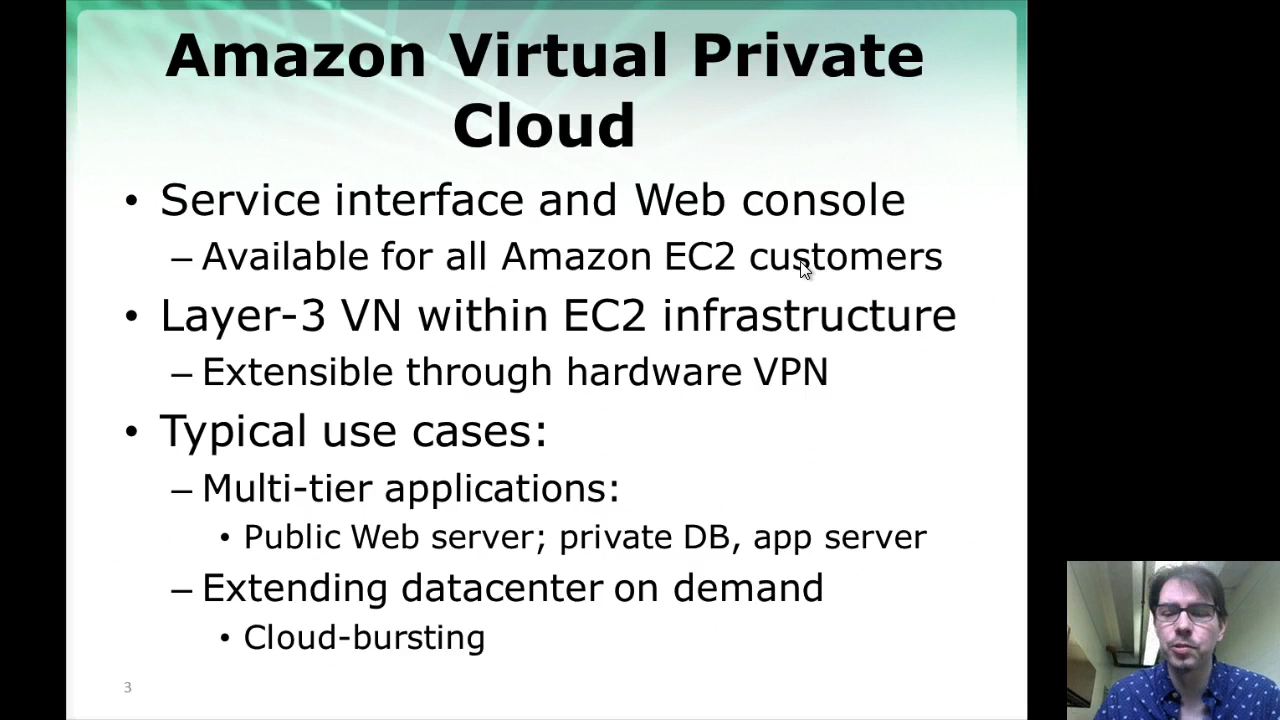 Amazon Virtual Private
Cloud
• Service interface and Web console
– Available for all Amazon EC2 customers
• Layer-3 VN within EC2 infrastructure
– Extensible through hardware VPN
• Typical use cases:
– Multi-tier applications:
• Public Web server; private DB, app server
– Extending datacenter on demand
• Cloud-bursting
3